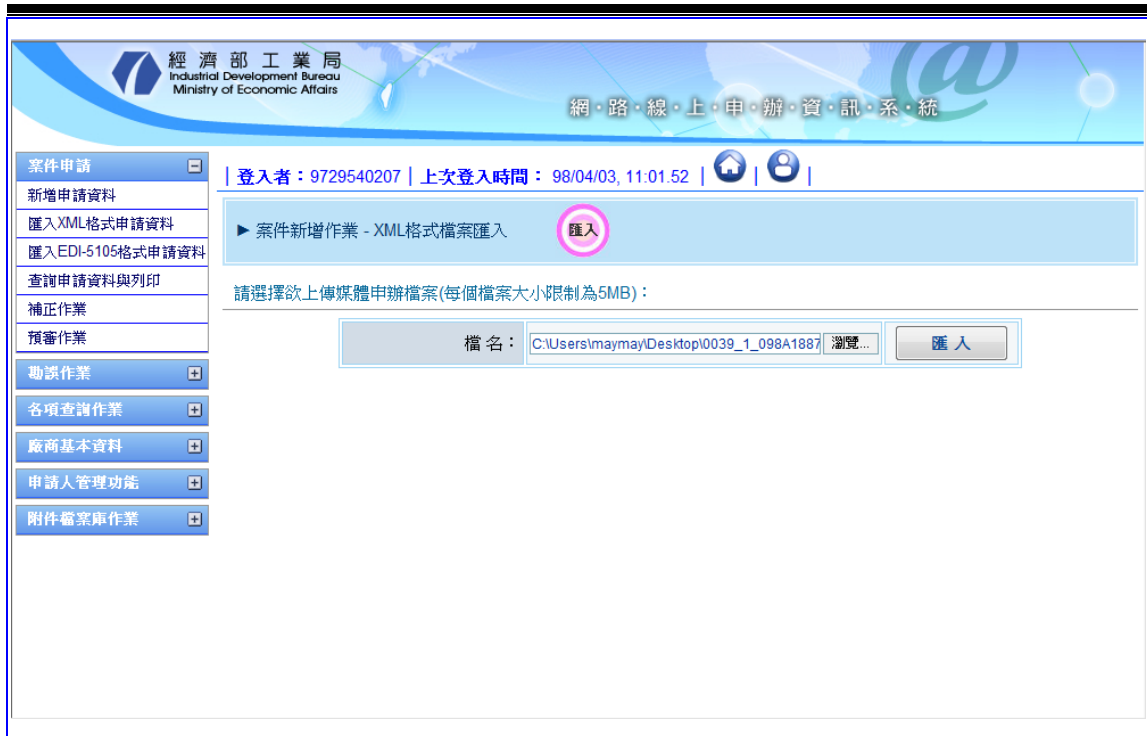 經濟部工業局
Industrial Development Bureau
Ministry of Economic Affairs
網・路・線・上・申・辦・資・訊・系・統
案件申請
新增申請資料
匯入XML格式申請資料
匯入EDI-5105格式申請資料
查詢申請資料與列印
補正作業
預審作業
勘誤作業
各項查詢作業
廠商基本資料
申請人管理功能
附件檔案庫作業
| 登入者：9729540207 | 上次登入時間： 98/04/03, 11:01.52 | | |
► 案件新增作業 - XML格式檔案匯入 匯入
請選擇欲上傳媒體申辦檔案(每個檔案大小限制為5MB)：
檔 名： C:\Users\maymay\Desktop\0039_1_098A1887 瀏覽... 匯 入